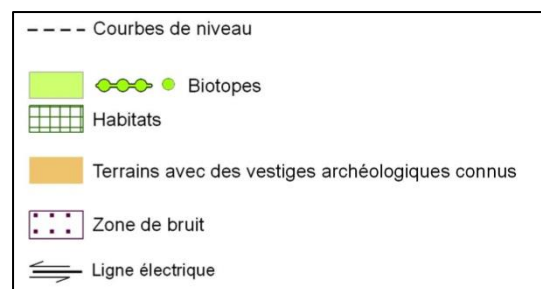 Courbes de niveau
Biotopes
Habitats
Terrains avec des vestiges archéologiques connus
Zone de bruit
Ligne électrique